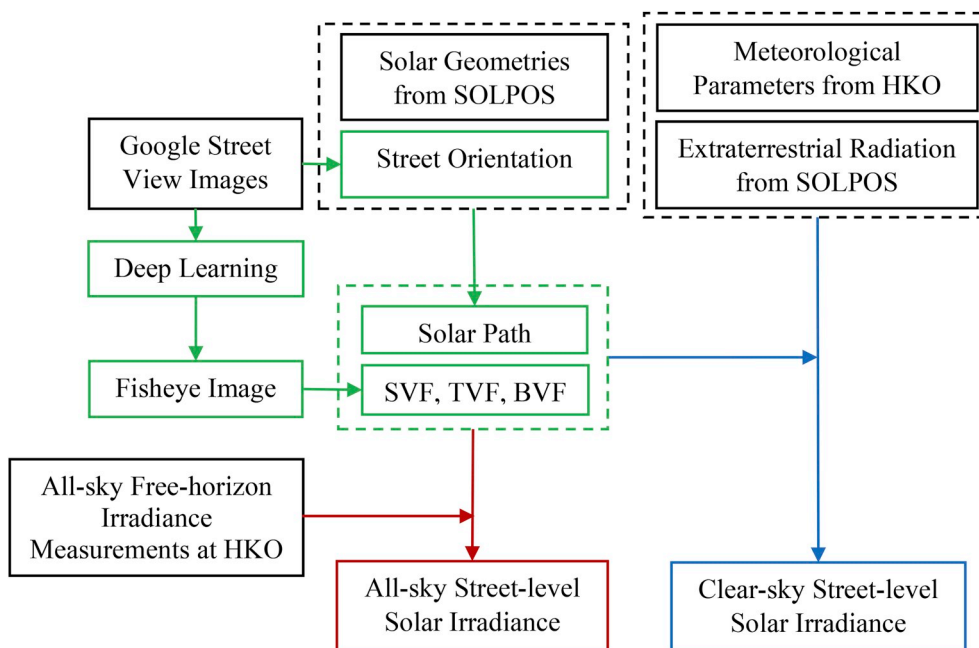 Solar Geometries
from SOLPOS
Meteorological
Parameters from HKO
Google Street
View Images
Street Orientation
Extraterrestrial Radiation
from SOLPOS
Deep Learning
Solar Path
Fisheye Image
SVF, TVF, BVF
All-sky Free-horizon
Irradiance
Measurements at HKO
All-sky Street-level
Solar Irradiance
Clear-sky Street-level
Solar Irradiance